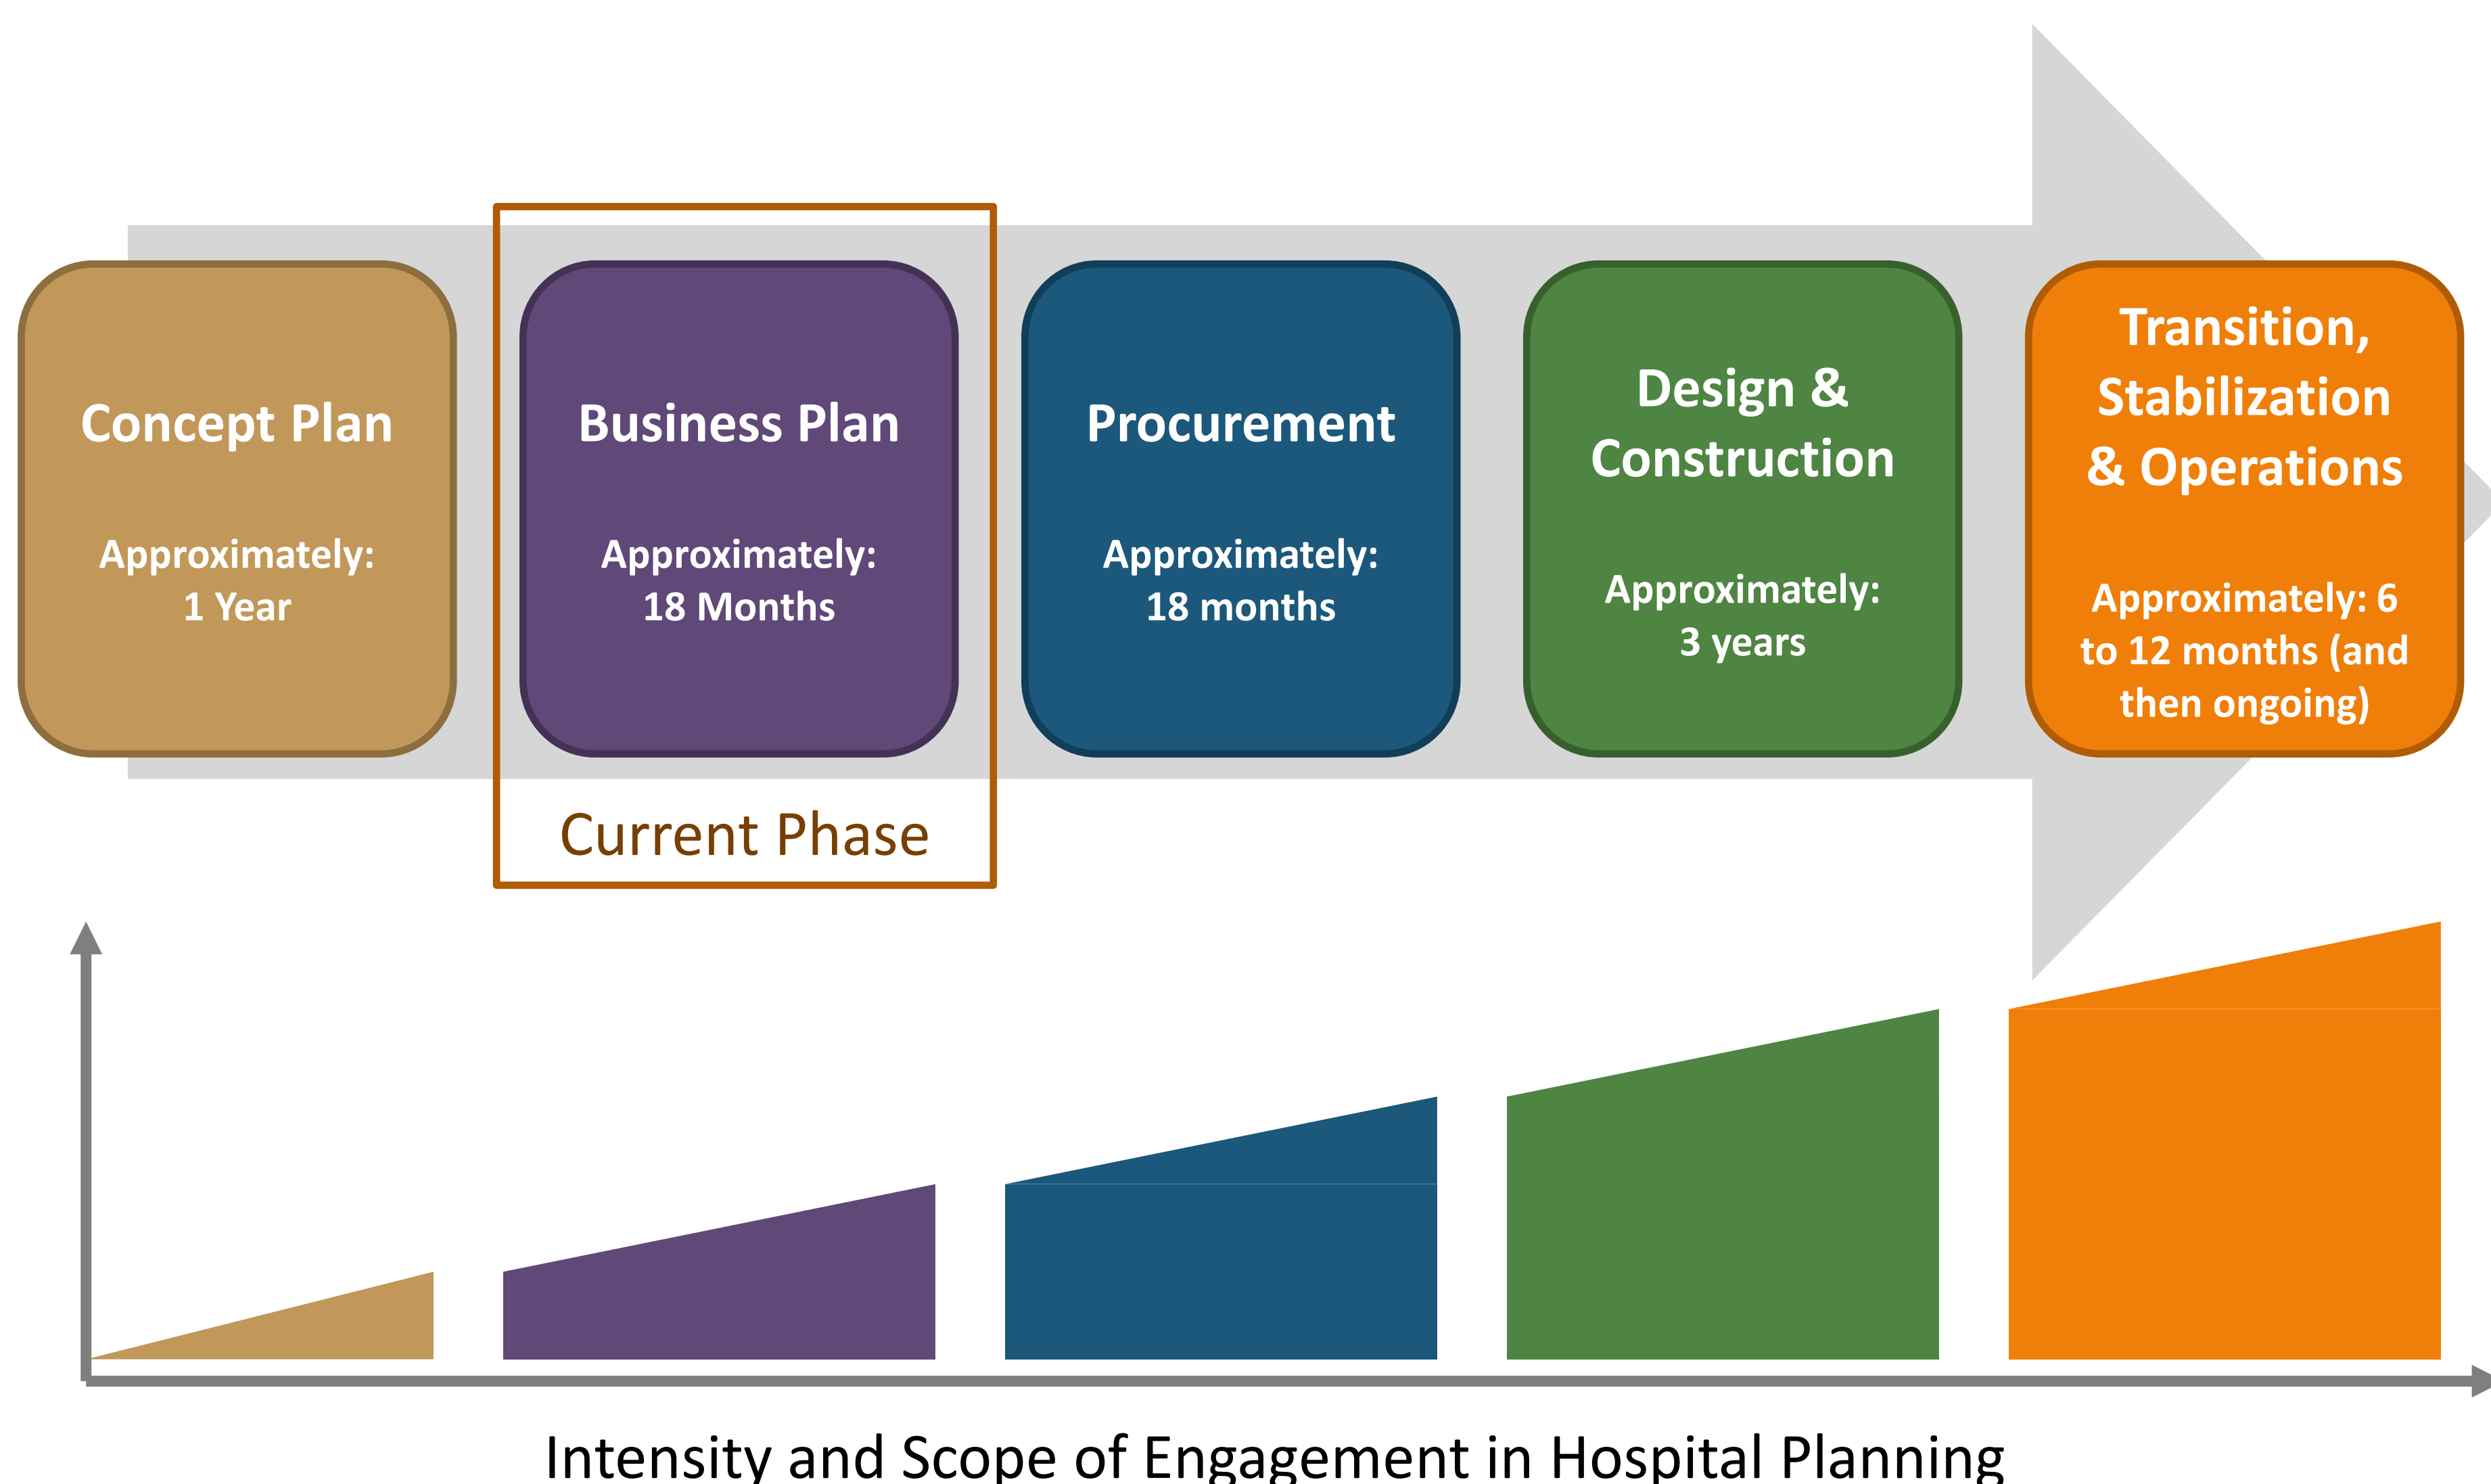 Concept Plan
Approximately:
1 Year
Business Plan
Approximately:
18 Months
Current Phase
Procurement
Approximately:
18 months
Design &
Construction
Approximately:
3 years
Transition,
Stabilization
& Operations
Approximately: 6
to 12 months (and
then ongoing)
Intensity and Scope of Engagement in Hospital Planning